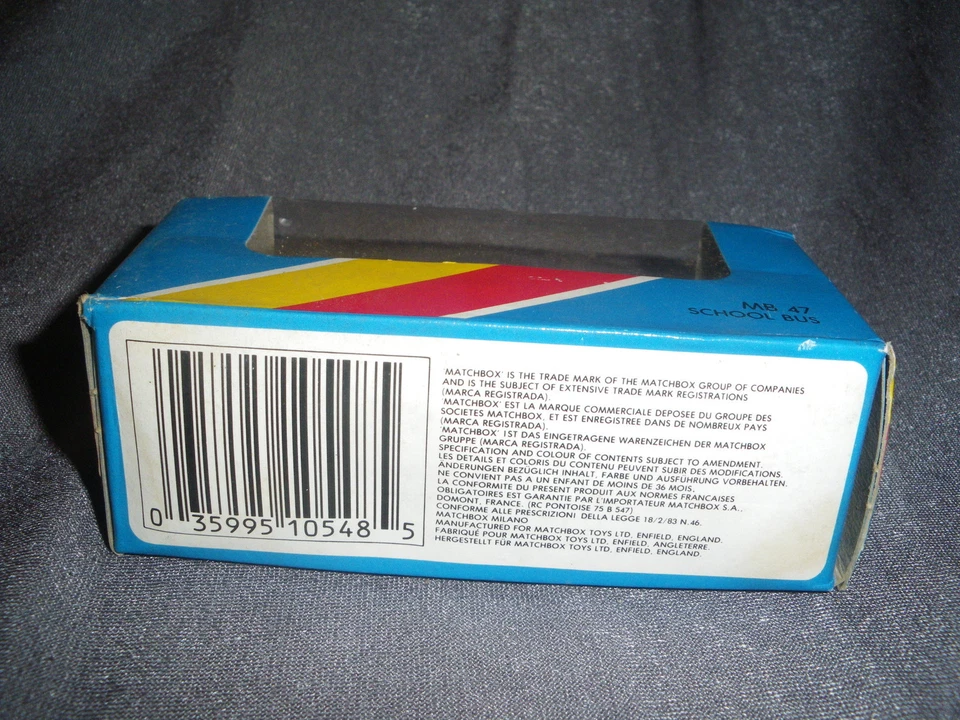 MB 47
SCHOOL BUS
0 35995 10548 5
'MATCHBOX' IS THE TRADE MARK OF THE MATCHBOX GROUP OF COMPANIES
AND IS THE SUBJECT OF EXTENSIVE TRADE MARK REGISTRATIONS
(MARCA REGISTRADA).
'MATCHBOX' EST LA MARQUE COMMERCIALE DEPOSEE DU GROUPE DES
SOCIETES MATCHBOX, ET EST ENREGISTREE DANS DE NOMBREUX PAYS
(MARCA REGISTRADA).
'MATCHBOX' IST DAS EINGETRAGENE WARENZEICHEN DER MATCHBOX
GRUPPE (MARCA REGISTRADA).
SPECIFICATION AND COLOUR OF CONTENTS SUBJECT TO AMENDMENT.
LES DETAILS ET COLORIS DU CONTENU PEUVENT SUBIR DES MODIFICATIONS.
ÄNDERUNGEN BEZÜGLICH INHALT, FARBE UND AUSFÜHRUNG VORBEHALTEN.
NE CONVIENT PAS A UN ENFANT DE MOINS DE 36 MOIS,
LA CONFORMITE DU PRESENT PRODUIT AUX NORMES FRANCAISES
OBLIGATOIRES EST GARANTIE PAR L'IMPORTATEUR MATCHBOX S.A.,
DOMONT, FRANCE. (RC PONTOISE 75 B 547)
CONFORME ALLE PRESCRIZIONI DELLA LEGGE 18/2/83 N.46.
MATCHBOX MILANO
MANUFACTURED FOR MATCHBOX TOYS LTD, ENFIELD, ENGLAND.
FABRIQUÉ POUR MATCHBOX TOYS LTD, ENFIELD, ANGLETERRE.
HERGESTELLT FÜR MATCHBOX TOYS LTD, ENFIELD, ENGLAND.